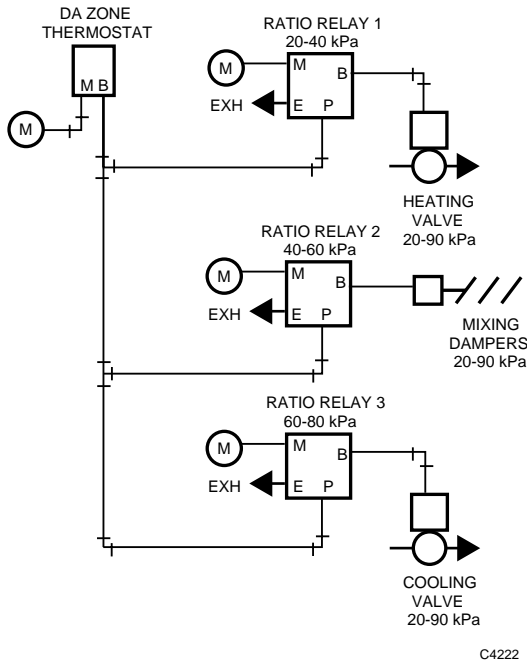 DA ZONE
THERMOSTAT
M B
M
RATIO RELAY 1
20-40 kPa
M
M
B
EXH
E P
HEATING
VALVE
20-90 kPa
RATIO RELAY 2
40-60 kPa
M
M
B
EXH
E P
MIXING
DAMPERS
20-90 kPa
RATIO RELAY 3
60-80 kPa
M
M
B
EXH
E P
COOLING
VALVE
20-90 kPa
C4222